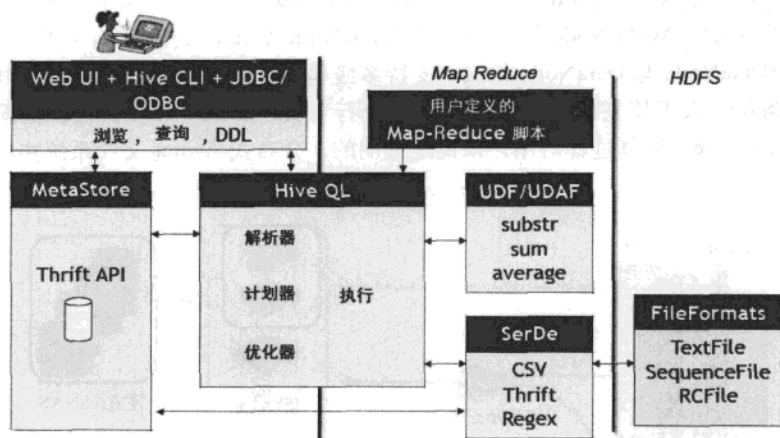 Web UI + Hive CLI + JDBC/
ODBC
浏览，查询，DDL
Map Reduce
用户定义的
Map-Reduce 脚本
HDFS
MetaStore
Thrift API
Hive QL
解析器
计划器
优化器
执行
UDF/UDAF
substr
sum
average
SerDe
CSV
Thrift
Regex
FileFormats
TextFile
SequenceFile
RCFile